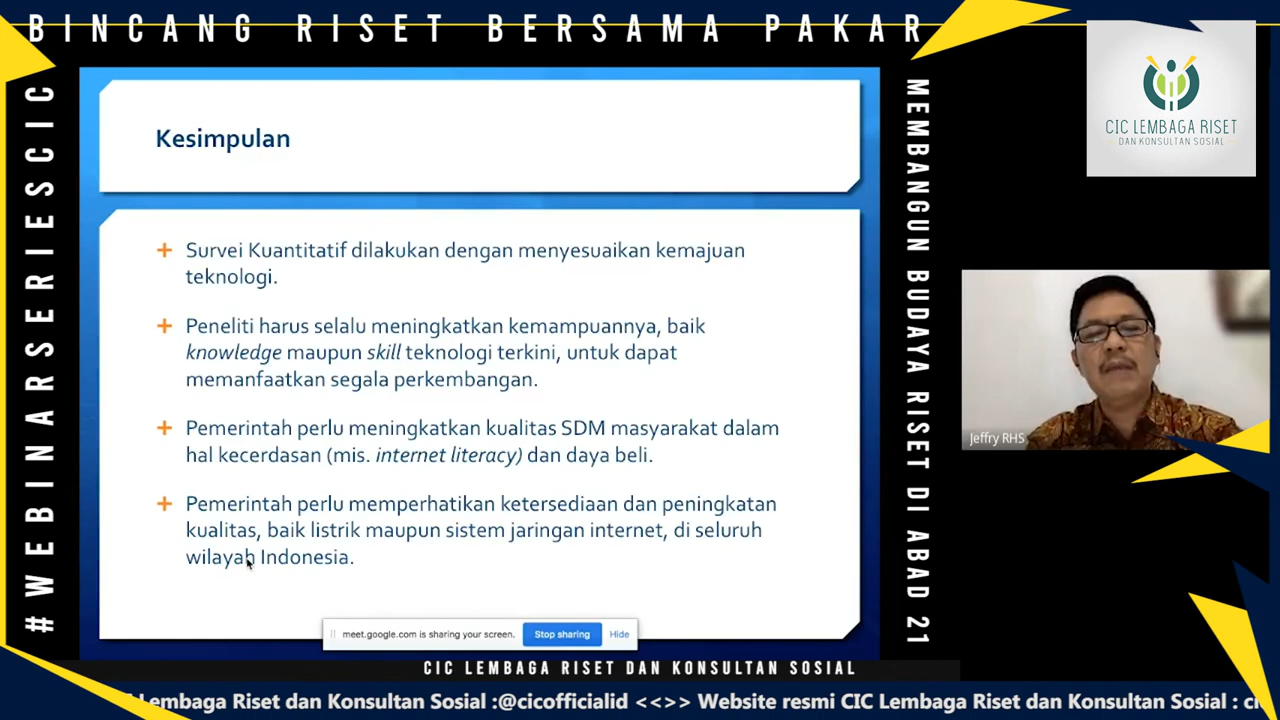 BINCANG RISET BERSAMA PAKAR
#WEBINARSERIESCIC
MEMBANGUN BUDAYA RISET DI ABAD 21
CIC LEMBAGA RISET
DAN KONSULTAN SOSIAL
Kesimpulan
Survei Kuantitatif dilakukan dengan menyesuaikan kemajuan
teknologi.
Peneliti harus selalu meningkatkan kemampuannya, baik
knowledge maupun skill teknologi terkini, untuk dapat
memanfaatkan segala perkembangan.
Pemerintah perlu meningkatkan kualitas SDM masyarakat dalam
hal kecerdasan (mis. internet literacy) dan daya beli.
Pemerintah perlu memperhatikan ketersediaan dan peningkatan
kualitas, baik listrik maupun sistem jaringan internet, di seluruh
wilayah Indonesia.
Jeffry RHS
meet.google.com is sharing your screen. Stop sharing Hide
CIC LEMBAGA RISET DAN KONSULTAN SOSIAL
Lembaga Riset dan Konsultan Sosial :@cicofficialid <<>> Website resmi CIC Lembaga Riset dan Konsultan Sosial :